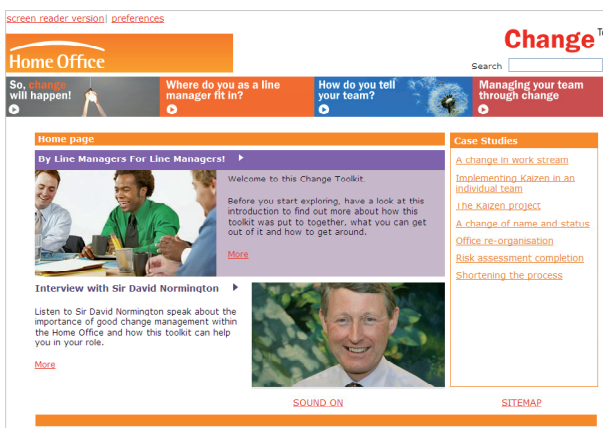 screen reader version| preferences
Change To
Home Office
Search
So, change
will happen!
Where do you as a line
manager fit in?
How do you tell
your team?
Managing your team
through change
Home page
By Line Managers For Line Managers!
Welcome to this Change Toolkit.
Before you start exploring, have a look at this
introduction to find out more about how this
toolkit was put to together, what you can get
out of it and how to get around.
More
Interview with Sir David Normington
Listen to Sir David Normington speak about the
importance of good change management within
the Home Office and how this toolkit can help
you in your role.
More
Case Studies
A change in work stream
Implementing Kaizen in an
individual team
The Kaizen project
A change of name and status
Office re-organisation
Risk assessment completion
Shortening the process
SOUND ON
SITEMAP